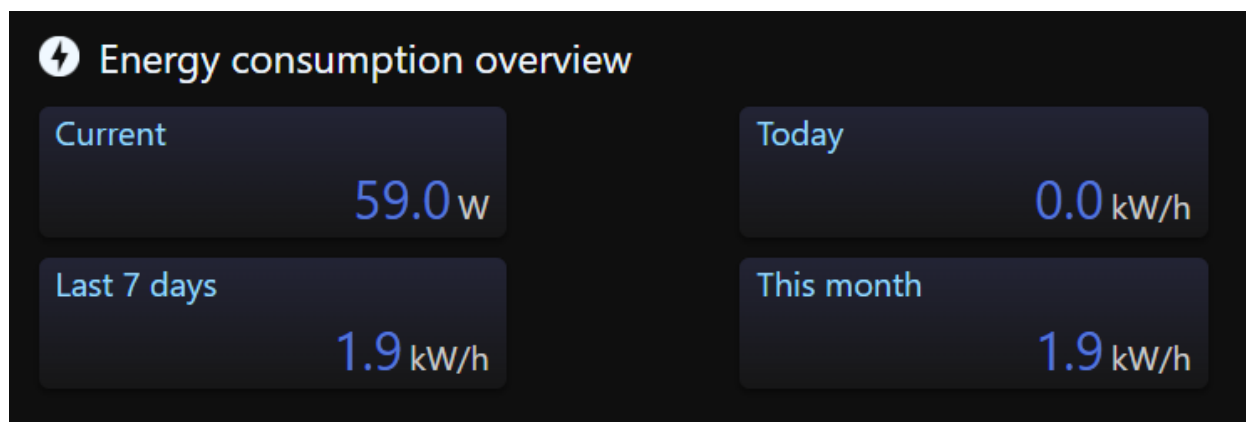 Energy consumption overview
Current
59.0 W
Today
0.0 kW/h
Last 7 days
1.9 kW/h
This month
1.9 kW/h